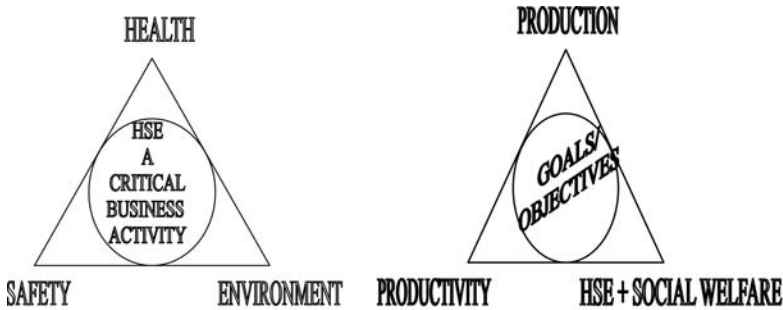 HEALTH
HSE
A
CRITICAL
BUSINESS
ACTIVITY
SAFETY
ENVIRONMENT
PRODUCTION
GOALS/
OBJECTIVES
PRODUCTIVITY
HSE + SOCIAL WELFARE